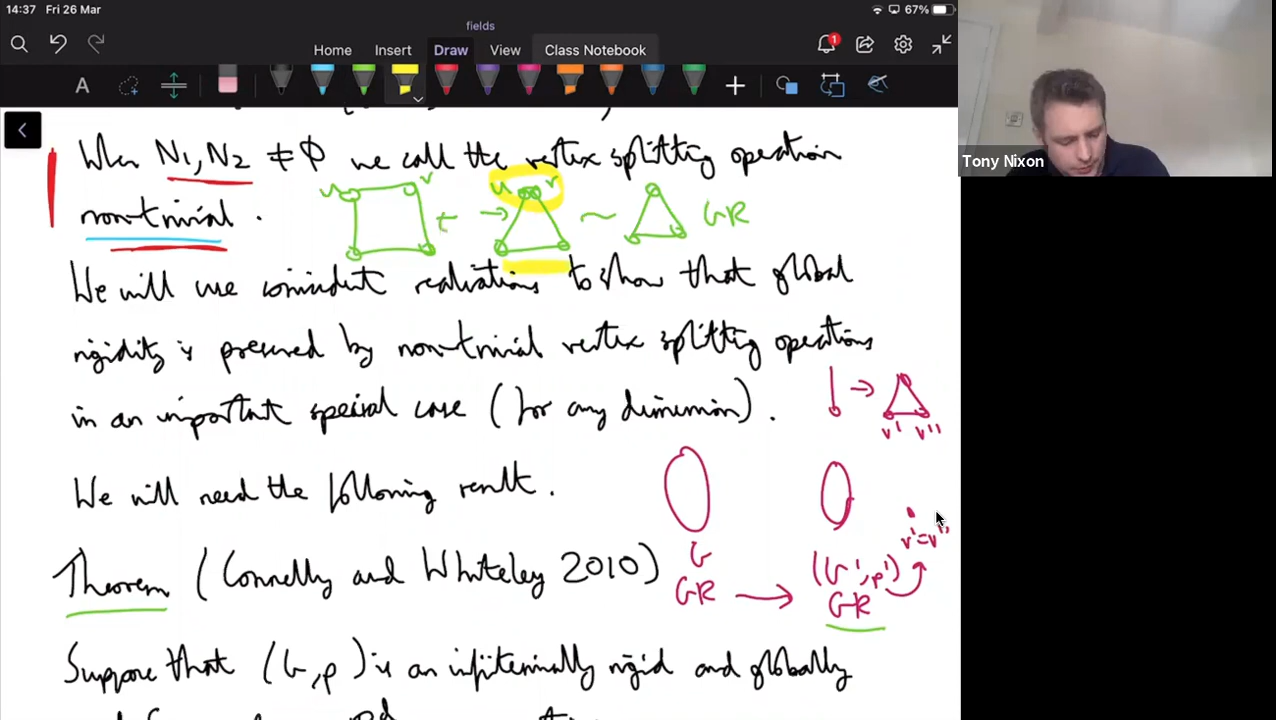 14:37 Fri 26 Mar
67%
fields
Home Insert Draw View Class Notebook
1
A
When N1, N2 ≠ ϕ we call the vertex splitting operation
u v u v
non-trivial. ← → ~ GR
We will use coincident realisations to show that global
rigidity is preserved by non-trivial vertex splitting operations
in an important special case (for any dimension).
→
v' v''
We will need the following result.
v'=v''
Theorem (Connelly and Whiteley 2010)
G (G',p')
GR → GR
Suppose that (G,p) is an infinitesimally rigid and globally
Tony Nixon